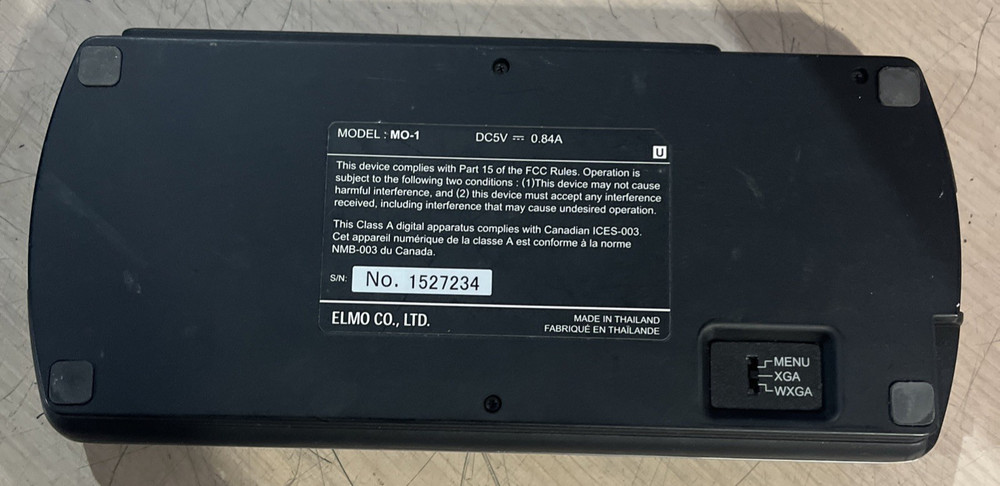 MODEL : MO-1 DC5V ⎓ 0.84A
U
This device complies with Part 15 of the FCC Rules. Operation is
subject to the following two conditions : (1)This device may not cause
harmful interference, and (2) this device must accept any interference
received, including interference that may cause undesired operation.
This Class A digital apparatus complies with Canadian ICES-003.
Cet appareil numérique de la classe A est conforme à la norme
NMB-003 du Canada.
S/N: No. 1527234
ELMO CO., LTD.
MADE IN THAILAND
FABRIQUÉ EN THAÏLANDE
MENU
XGA
WXGA